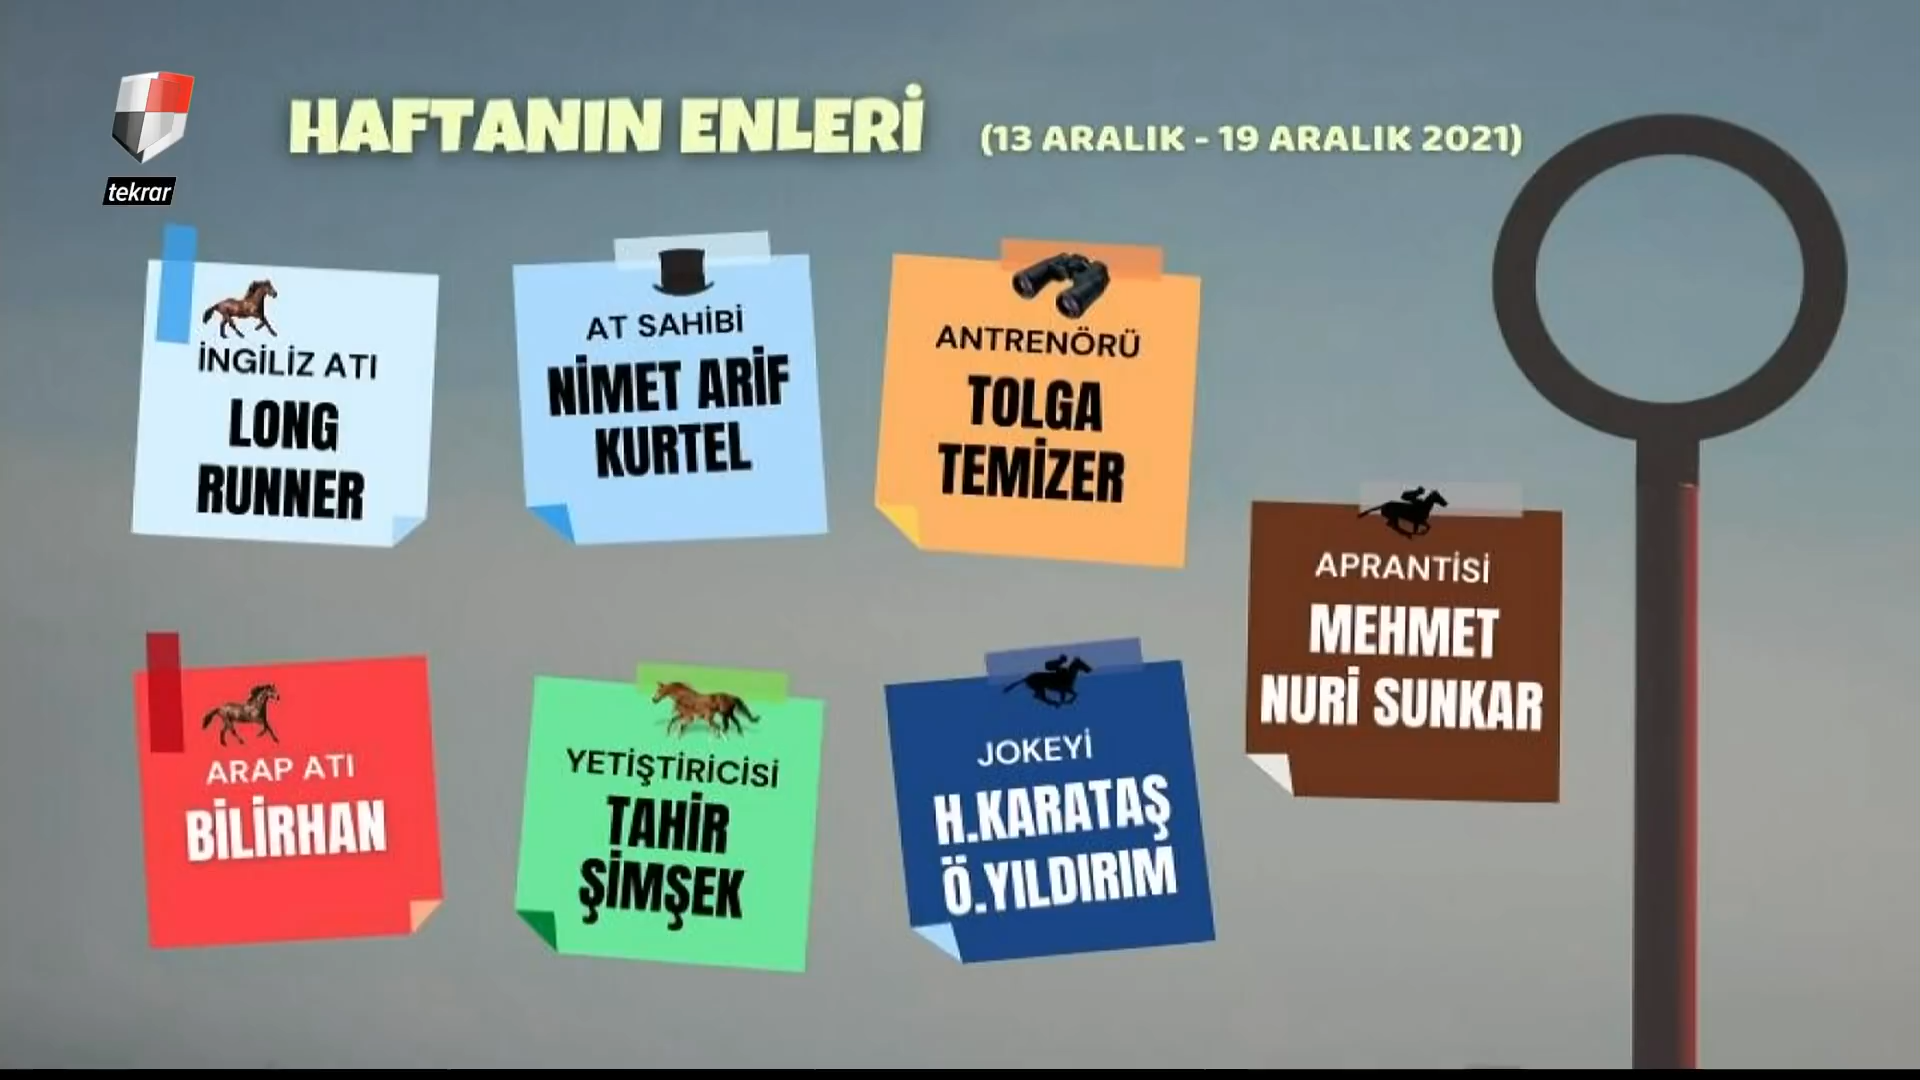 HAFTANIN ENLERİ (13 ARALIK - 19 ARALIK 2021)
tekrar
İNGİLİZ ATI
LONG
RUNNER
AT SAHİBİ
NİMET ARİF
KURTEL
ANTRENÖRÜ
TOLGA
TEMİZER
APRANTİSİ
MEHMET
NURİ SUNKAR
ARAP ATI
BİLİRHAN
YETİŞTİRİCİSİ
TAHİR
ŞİMŞEK
JOKEYİ
H.KARATAŞ
Ö.YILDIRIM